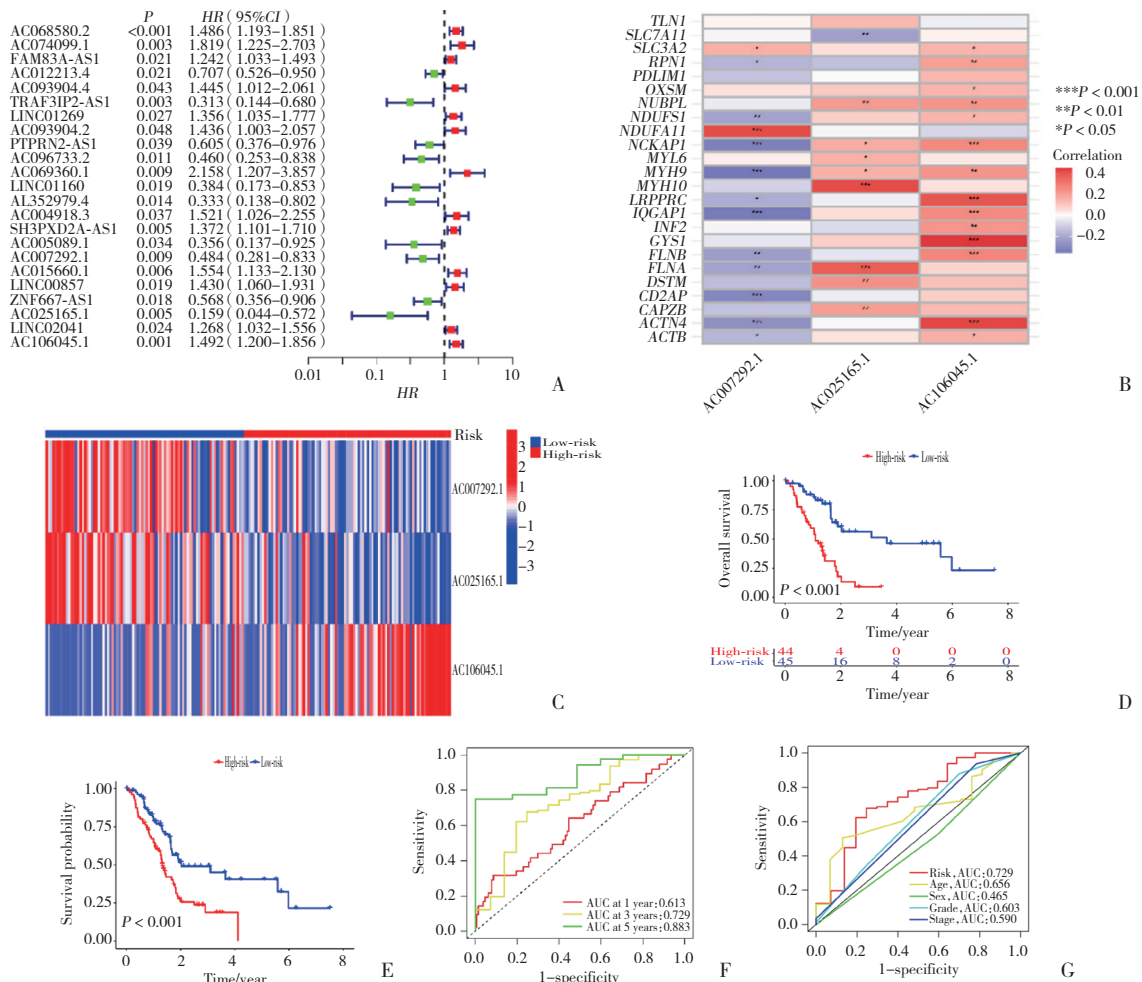 P HR(95%CI)
AC068580.2 <0.001 1.486(1.193−1.851)
AC074099.1 0.003 1.819(1.225−2.703)
FAM83A−AS1 0.021 1.242(1.033−1.493)
AC012213.4 0.021 0.707(0.526−0.950)
AC093904.4 0.043 1.445(1.012−2.061)
TRAF3IP2−AS1 0.003 0.313(0.144−0.680)
LINC01269 0.027 1.356(1.035−1.777)
AC093904.2 0.048 1.436(1.003−2.057)
PTPRN2−AS1 0.039 0.605(0.376−0.976)
AC096733.2 0.011 0.460(0.253−0.838)
AC069360.1 0.009 2.158(1.207−3.857)
LINC01160 0.019 0.384(0.173−0.853)
AL352979.4 0.014 0.333(0.138−0.802)
AC004918.3 0.037 1.521(1.026−2.255)
SH3PXD2A−AS1 0.005 1.372(1.101−1.710)
AC005089.1 0.034 0.356(0.137−0.925)
AC007292.1 0.009 0.484(0.281−0.833)
AC015660.1 0.006 1.554(1.133−2.130)
LINC00857 0.019 1.430(1.060−1.931)
ZNF667−AS1 0.018 0.568(0.356−0.906)
AC025165.1 0.005 0.159(0.044−0.572)
LINC02041 0.024 1.268(1.032−1.556)
AC106045.1 0.001 1.492(1.200−1.856)
0.01 0.1 1 10
HR
A
TLN1
SLC7A11 **
SLC3A2 * *
RPN1 * **
PDLIM1
OXSM *
NUBPL ** **
NDUFS1 ** *
NDUFA11 ***
NCKAP1 *** * ***
MYL6 *
MYH9 *** * **
MYH10 ***
LRPPRC * ***
IQGAP1 *** ***
INF2 **
GYS1 ***
FLNB ** ***
FLNA ** ***
DSTM **
CD2AP ***
CAPZB **
ACTN4 *** ***
ACTB * *
AC007292.1 AC025165.1 AC106045.1
***P < 0.001
**P < 0.01
*P < 0.05
Correlation
0.4
0.2
0.0
−0.2
B
Risk
3
2
1
0
−1
−2
−3
Low-risk
High-risk
AC007292.1
AC025165.1
AC106045.1
C
High-risk Low-risk
Overall survival
1.00
0.75
0.50
0.25
0.00
P < 0.001
0 2 4 6 8
Time/year
High-risk 44 4 0 0 0
Low-risk 45 16 8 2 0
0 2 4 6 8
Time/year
D
High-risk Low-risk
Survival probability
1.00
0.75
0.50
0.25
0.00
P < 0.001
0 2 4 6 8
Time/year
E
Sensitivity
1.0
0.8
0.6
0.4
0.2
0.0
AUC at 1 year:0.613
AUC at 3 years:0.729
AUC at 5 years:0.883
0.0 0.2 0.4 0.6 0.8 1.0
1−specificity
F
Sensitivity
1.0
0.8
0.6
0.4
0.2
0.0
Risk, AUC:0.729
Age, AUC:0.656
Sex, AUC:0.465
Grade, AUC:0.603
Stage, AUC:0.590
0.0 0.2 0.4 0.6 0.8 1.0
1−specificity
G